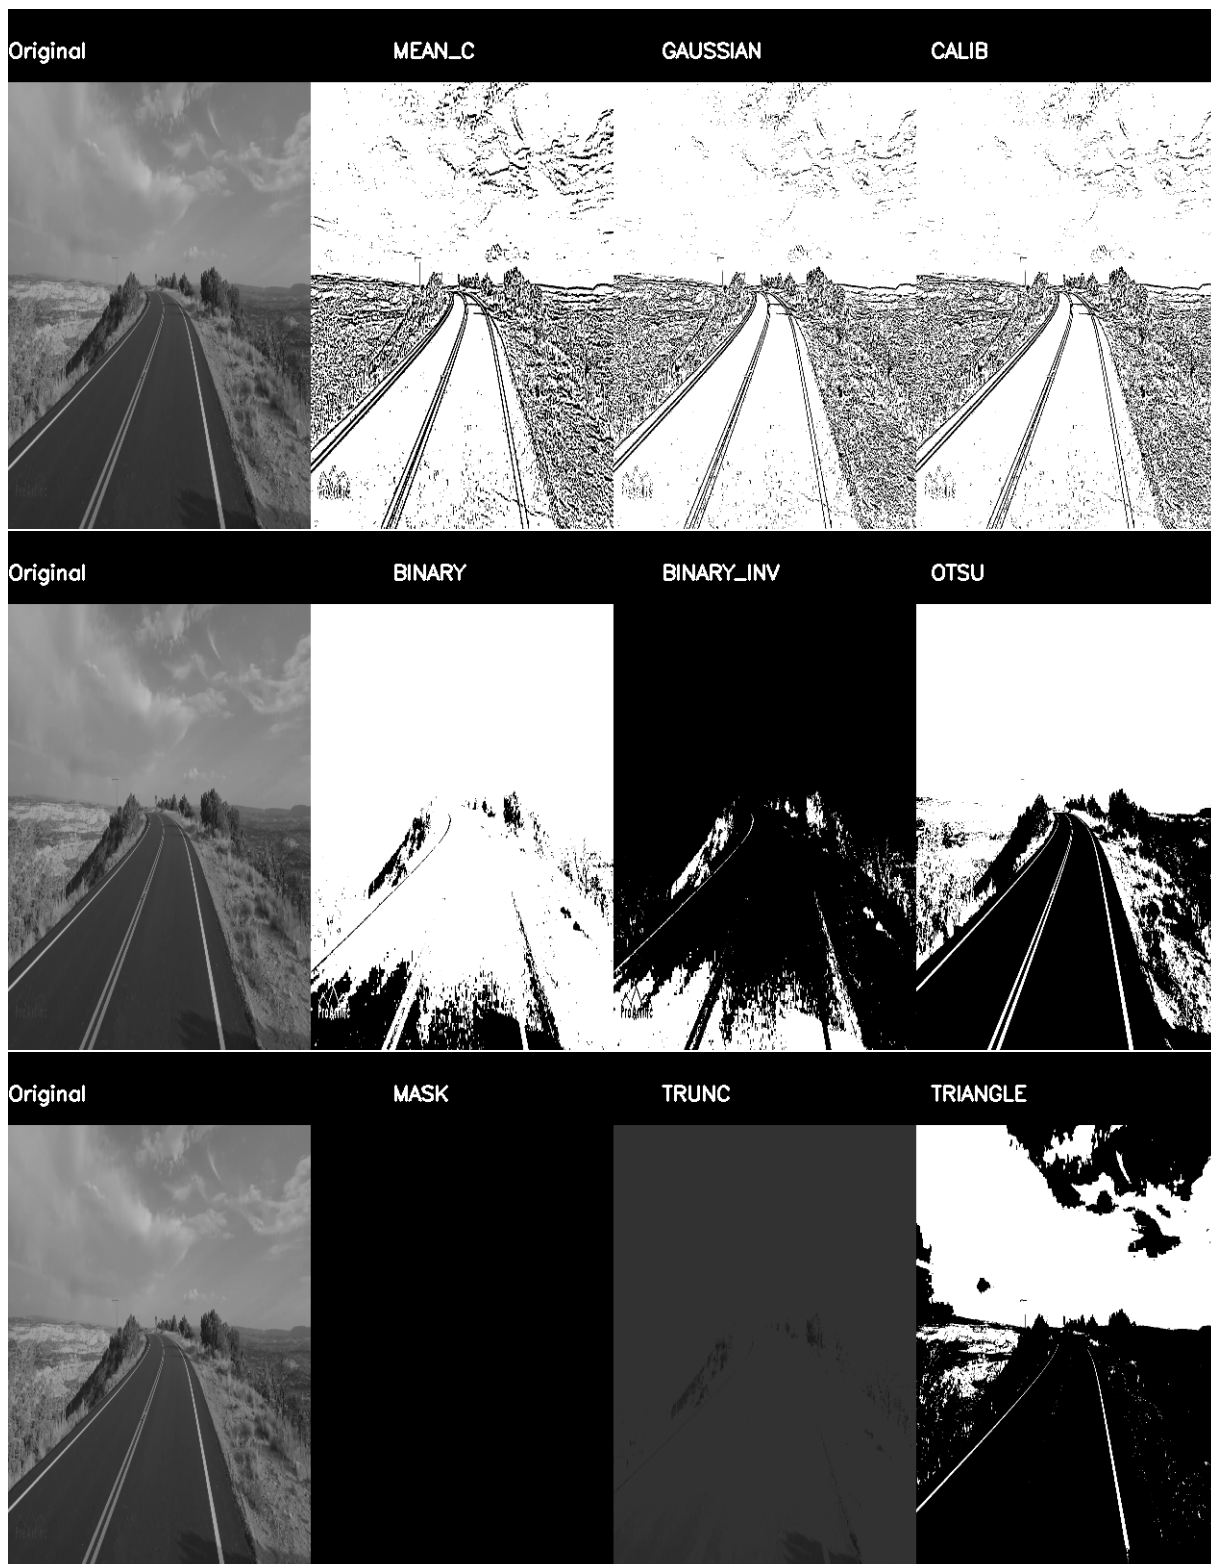 Original MEAN_C GAUSSIAN CALIB
Original BINARY BINARY_INV OTSU
Original MASK TRUNC TRIANGLE